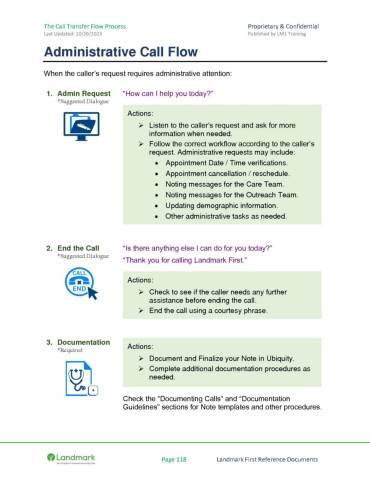 The Call Transfer Flow Process Proprietary & Confidential
Last Updated: 10/20/2023 Published by LM1 Training
Administrative Call Flow
When the caller's request requires administrative attention:
1. Admin Request
*Suggested Dialogue
"How can I help you today?"
Actions:
➤ Listen to the caller's request and ask for more
information when needed.
➤ Follow the correct workflow according to the caller's
request. Administrative requests may include:
• Appointment Date / Time verifications.
• Appointment cancellation / reschedule.
• Noting messages for the Care Team.
• Noting messages for the Outreach Team.
• Updating demographic information.
• Other administrative tasks as needed.
2. End the Call
*Suggested Dialogue
CALL
END
"Is there anything else I can do for you today?"
"Thank you for calling Landmark First."
Actions:
➤ Check to see if the caller needs any further
assistance before ending the call.
➤ End the call using a courtesy phrase.
3. Documentation
*Required
Actions:
➤ Document and Finalize your Note in Ubiquity.
➤ Complete additional documentation procedures as
needed.
Check the "Documenting Calls" and "Documentation
Guidelines" sections for Note templates and other procedures.
Landmark
Page 118 Landmark First Reference Documents